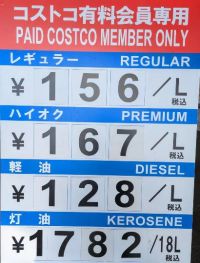 コストコ有料会員専用
PAID COSTCO MEMBER ONLY
レギュラー REGULAR
¥156/L 税込
ハイオク PREMIUM
¥167/L 税込
軽 油 DIESEL
¥128/L 税込
灯 油 KEROSENE
¥1782/18L 税込